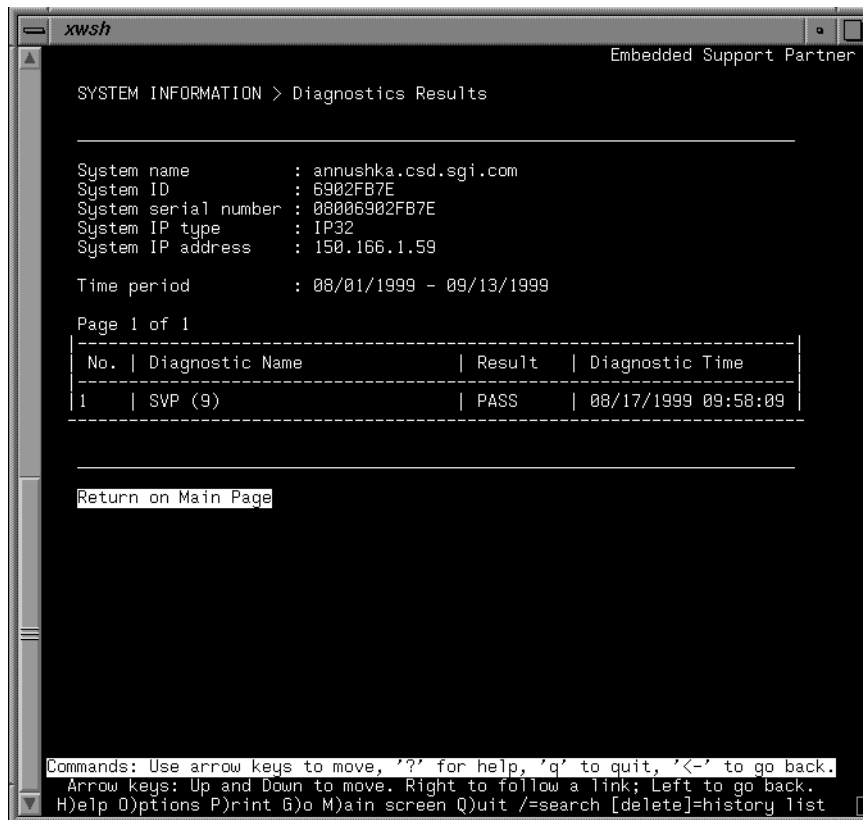 xwsh
Embedded Support Partner
SYSTEM INFORMATION > Diagnostics Results
System name : annushka.csd.sgi.com
System ID : 6902FB7E
System serial number : 08006902FB7E
System IP type : IP32
System IP address : 150.166.1.59
Time period : 08/01/1999 - 09/13/1999
Page 1 of 1
No. | Diagnostic Name | Result | Diagnostic Time
1 | SVP (9) | PASS | 08/17/1999 09:58:09
Return on Main Page
Commands: Use arrow keys to move, '?' for help, 'q' to quit, '<-' to go back.
Arrow keys: Up and Down to move. Right to follow a link; Left to go back.
H)elp O)ptions P)rint G)o M)ain screen Q)uit /=search [delete]=history list